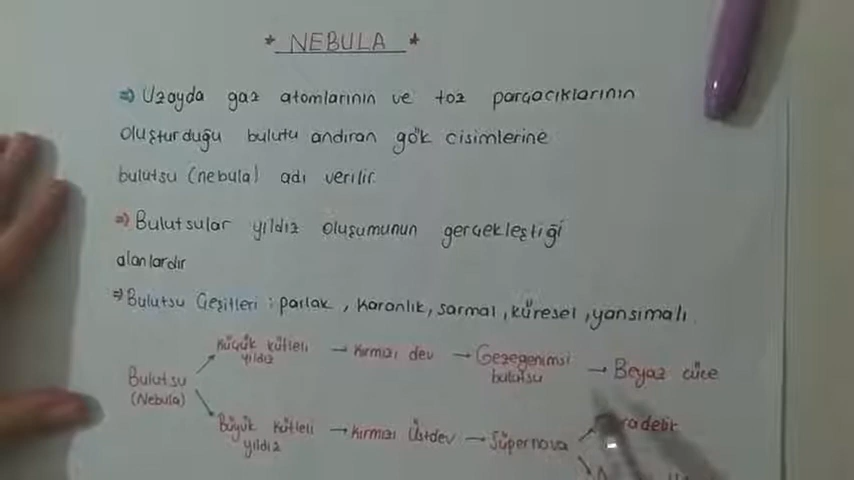 * NEBULA *
⇒ Uzayda gaz atomlarının ve toz parçacıklarının
oluşturduğu bulutu andıran gök cisimlerine
bulutsu (nebula) adı verilir.
⇒ Bulutsular yıldız oluşumunun gerçekleştiği
alanlardır
⇒ Bulutsu Çeşitleri : parlak , karanlık, sarmal, küresel, yansımalı
Bulutsu
(Nebula)
Küçük kütleli
yıldız
→ Kırmızı dev → Gezegenimsi
bulutsu
→ Beyaz cüce
Büyük kütleli
yıldız
→ Kırmızı Üstdev → Süpernova